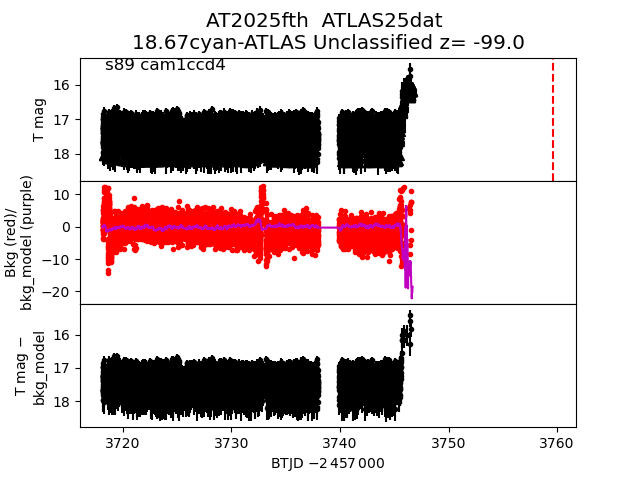 AT2025fth  ATLAS25dat
18.67cyan-ATLAS Unclassified z= -99.0
s89 cam1ccd4
T mag
16
17
18
Bkg (red)/
bkg_model (purple)
10
0
−10
−20
T mag −
bkg_model
16
17
18
3720
3730
3740
3750
3760
BTJD −2 457 000